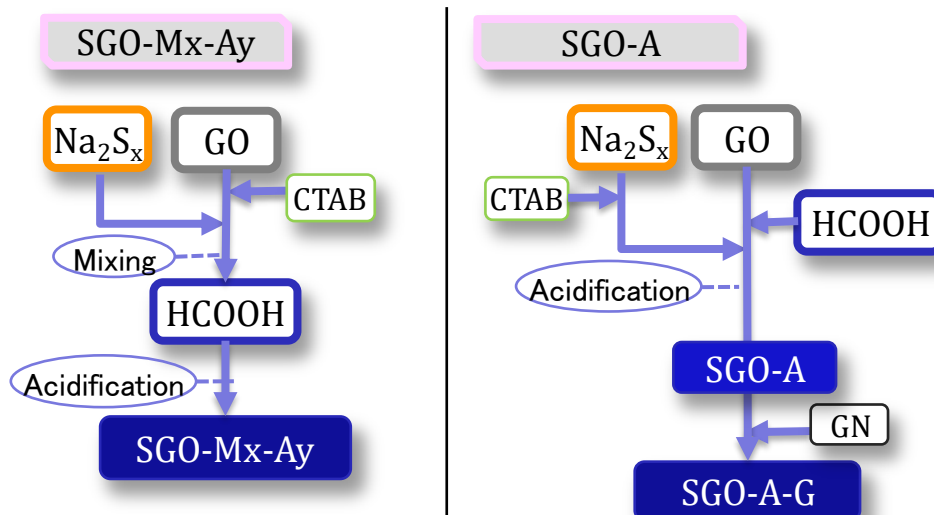 SGO-Mx-Ay
Na₂Sₓ
GO
CTAB
Mixing
HCOOH
Acidification
SGO-Mx-Ay
SGO-A
Na₂Sₓ
GO
CTAB
HCOOH
Acidification
SGO-A
GN
SGO-A-G